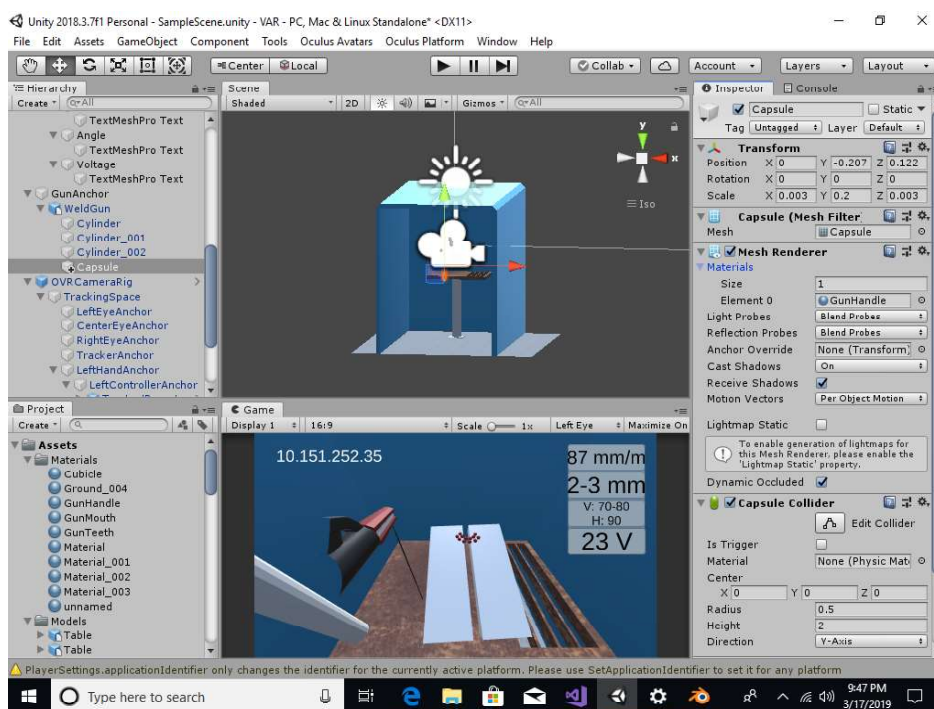 Unity 2018.3.7f1 Personal - SampleScene.unity - VAR - PC, Mac & Linux Standalone* <DX11>
File Edit Assets GameObject Component Tools Oculus Avatars Oculus Platform Window Help
Center Local Collab Account Layers Layout
Hierarchy
Create All
TextMeshPro Text
Angle
TextMeshPro Text
Voltage
TextMeshPro Text
GunAnchor
WeldGun
Cylinder
Cylinder_001
Cylinder_002
Capsule
OVRCameraRig
TrackingSpace
LeftEyeAnchor
CenterEyeAnchor
RightEyeAnchor
TrackerAnchor
LeftHandAnchor
LeftControllerAnchor
Scene
Shaded 2D Gizmos All
y
x
Iso
Project
Create
Assets
Materials
Cubicle
Ground_004
GunHandle
GunMouth
GunTeeth
Material
Material_001
Material_002
Material_003
unnamed
Models
Table
Table
Game
Display 1 16:9 Scale 1x Left Eye Maximize On
10.151.252.35
87 mm/m
2-3 mm
V: 70-80
H: 90
23 V
Inspector Console
Capsule Static
Tag Untagged Layer Default
Transform
Position X 0 Y -0.207 Z 0.122
Rotation X 0 Y 0 Z 0
Scale X 0.003 Y 0.2 Z 0.003
Capsule (Mesh Filter)
Mesh Capsule
Mesh Renderer
Materials
Size 1
Element 0 GunHandle
Light Probes Blend Probes
Reflection Probes Blend Probes
Anchor Override None (Transform)
Cast Shadows On
Receive Shadows
Motion Vectors Per Object Motion
Lightmap Static
To enable generation of lightmaps for
this Mesh Renderer, please enable the
'Lightmap Static' property.
Dynamic Occluded
Capsule Collider
Edit Collider
Is Trigger
Material None (Physic Mat
Center
X 0 Y 0 Z 0
Radius 0.5
Height 2
Direction Y-Axis
PlayerSettings.applicationIdentifier only changes the identifier for the currently active platform. Please use SetApplicationIdentifier to set it for any platform
Type here to search
9:47 PM
3/17/2019